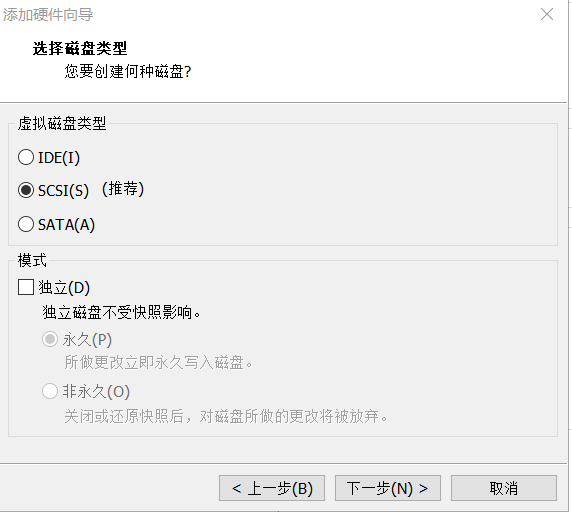 添加硬件向导
选择磁盘类型
您要创建何种磁盘?
虚拟磁盘类型
IDE(I)
SCSI(S) (推荐)
SATA(A)
模式
独立(D)
独立磁盘不受快照影响。
永久(P)
所做更改立即永久写入磁盘。
非永久(O)
关闭或还原快照后，对磁盘所做的更改将被放弃。
< 上一步(B) 下一步(N) > 取消